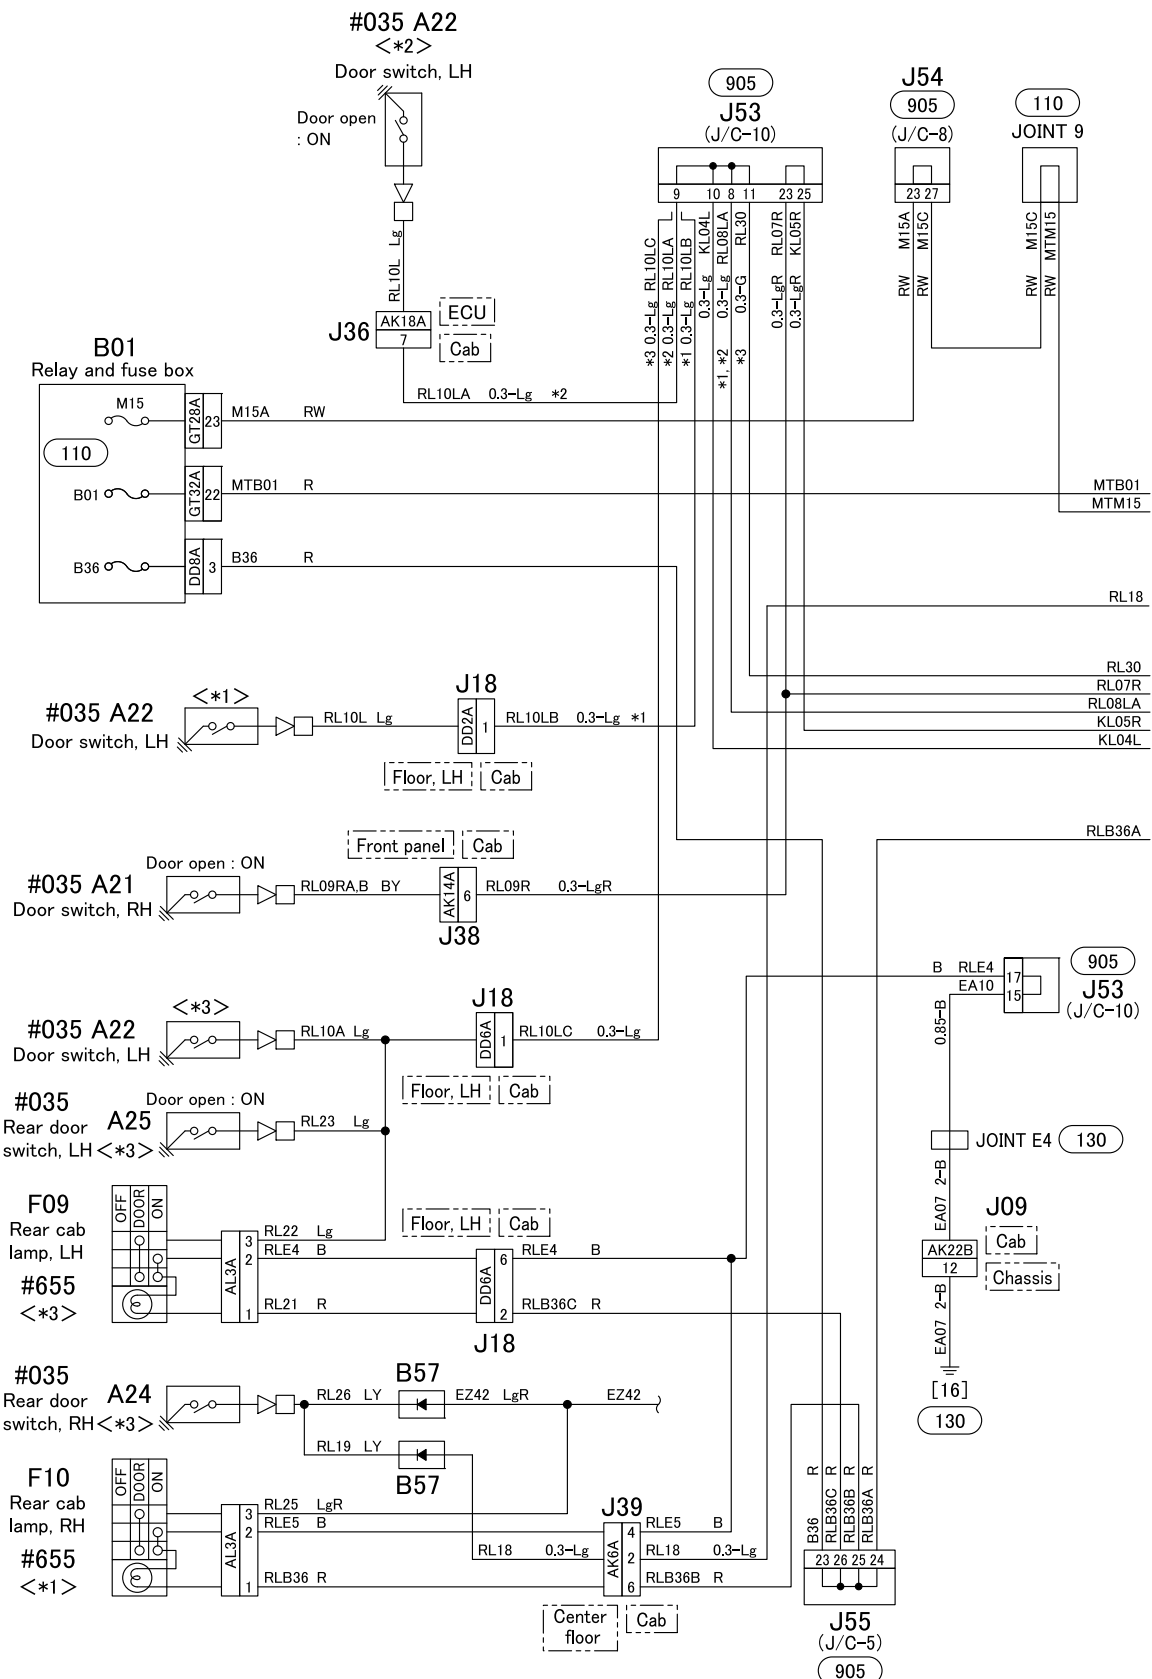 #035 A22
<*2>
Door switch, LH
Door open
: ON
905
J53
(J/C-10)
J54
905
(J/C-8)
110
JOINT 9
9 10 8 11 23 25
23 27
RL10L Lg
*3 0.3-Lg RL10LC
*2 0.3-Lg RL10LA
*1 0.3-Lg RL10LB
0.3-Lg KL04L
*1, *2 0.3-Lg RL08LA
*3 0.3-G RL30
0.3-LgR RL07R
0.3-LgR KL05R
RW M15A
RW M15C
RW M15C
RW MTM15
J36
AK18A
7
ECU
Cab
RL10LA 0.3-Lg *2
B01
Relay and fuse box
M15
GT28A
23
M15A RW
110
B01
GT32A
22
MTB01 R
MTB01
MTM15
B36
DD8A
3
B36 R
RL18
RL30
RL07R
RL08LA
KL05R
KL04L
#035 A22
<*1>
Door switch, LH
RL10L Lg
J18
DD2A
1
RL10LB 0.3-Lg *1
Floor, LH
Cab
Front panel
Cab
RLB36A
Door open : ON
#035 A21
Door switch, RH
RL09RA,B BY
AK14A
6
J38
RL09R 0.3-LgR
B RLE4
17
EA10
15
905
J53
(J/C-10)
0.85-B
<*3>
#035 A22
Door switch, LH
RL10A Lg
J18
DD6A
1
RL10LC 0.3-Lg
Floor, LH
Cab
#035
Rear door
switch, LH <*3>
A25
Door open : ON
RL23 Lg
JOINT E4
130
EA07 2-B
J09
AK22B
12
Cab
Chassis
EA07 2-B
[16]
130
F09
Rear cab
lamp, LH
#655
<*3>
OFF
DOOR
ON
AL3A
3
2
1
RL22 Lg
RLE4 B
RL21 R
Floor, LH
Cab
DD6A
6
2
J18
RLE4 B
RLB36C R
#035
Rear door
switch, RH <*3>
A24
RL26 LY
B57
EZ42 LgR
EZ42
RL19 LY
B57
F10
Rear cab
lamp, RH
#655
<*1>
OFF
DOOR
ON
AL3A
3
2
1
RL25 LgR
RLE5 B
RL18 0.3-Lg
RLB36 R
J39
AK6A
4
2
6
RLE5 B
RL18 0.3-Lg
RLB36B R
Center
floor
Cab
B36 R
RLB36C R
RLB36B R
RLB36A R
23 26 25 24
J55
(J/C-5)
905